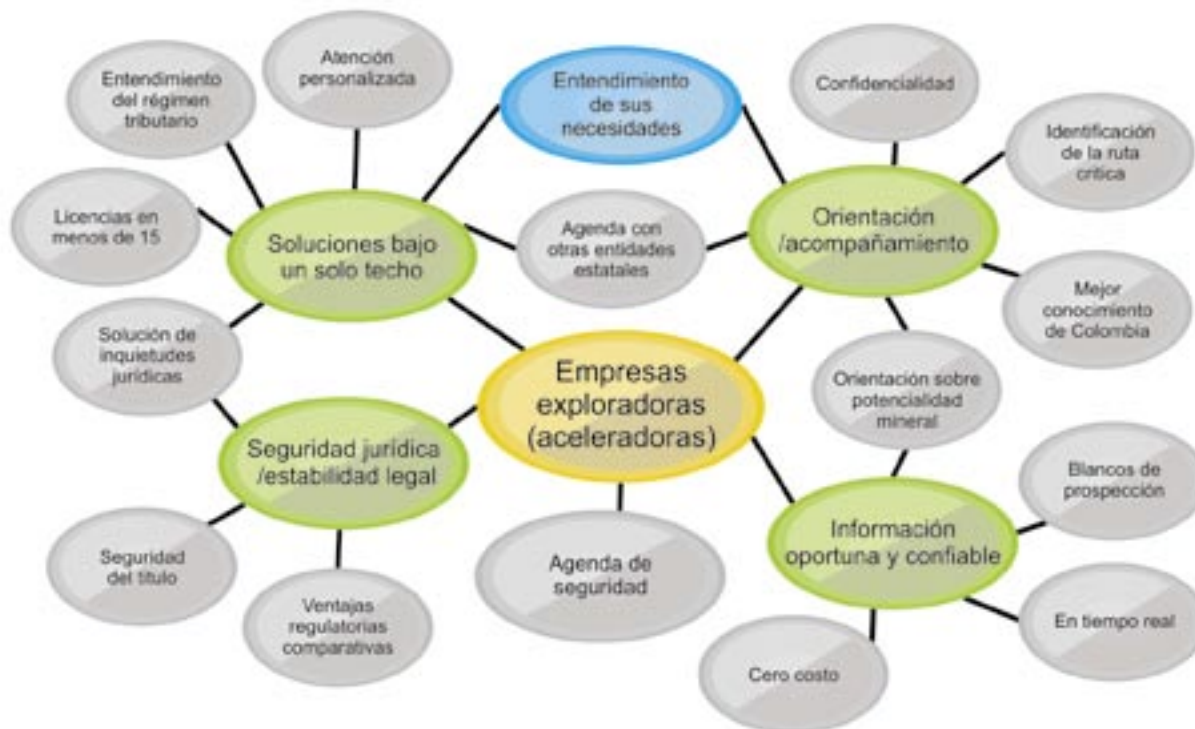 Atención
personalizada
Entendimiento
del régimen
tributario
Entendimiento
de sus
necesidades
Confidencialidad
Identificación
de la ruta
crítica
Licencias en
menos de 15
Soluciones bajo
un solo techo
Agenda con
otras entidades
estatales
Orientación
/acompañamiento
Mejor
conocimiento
de Colombia
Solución de
inquietudes
jurídicas
Empresas
exploradoras
(aceleradoras)
Orientación sobre
potencialidad
mineral
Seguridad jurídica
/estabilidad legal
Blancos de
prospección
Información
oportuna y confiable
Seguridad
del título
Agenda de
seguridad
Ventajas
regulatorias
comparativas
En tiempo real
Cero costo